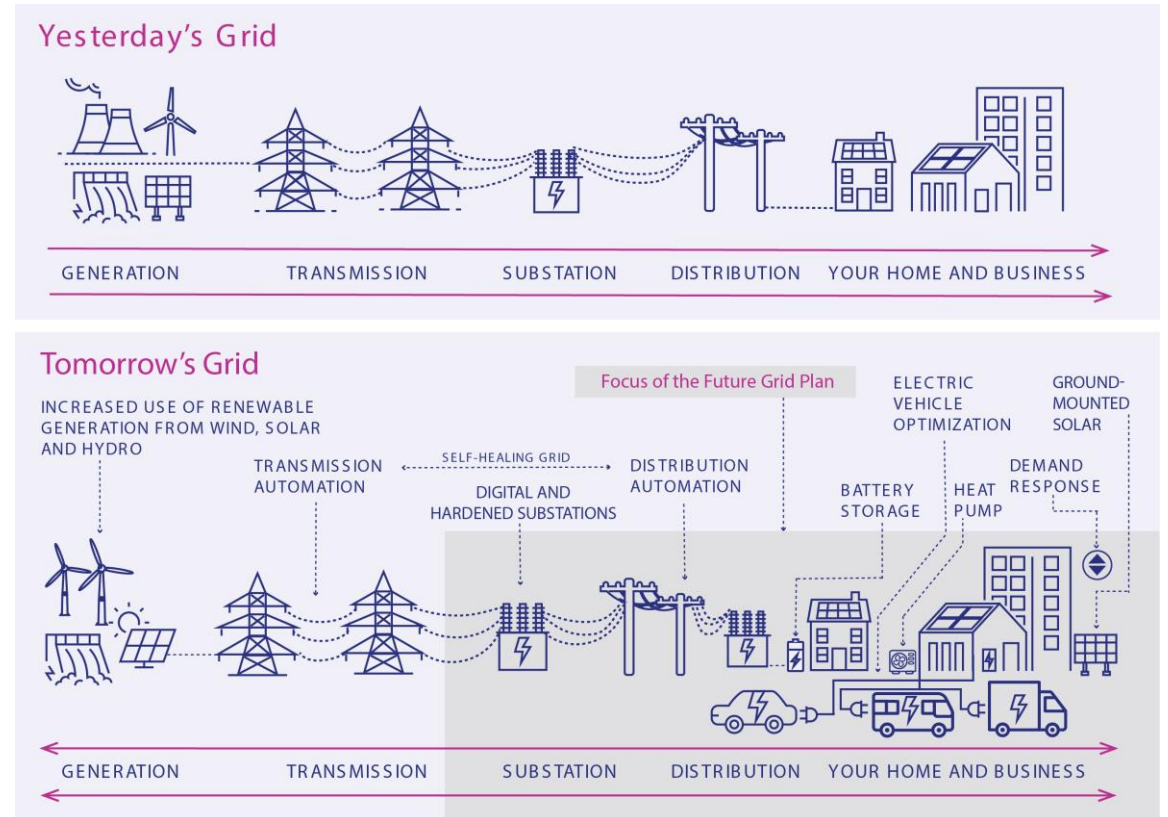 Yesterday's Grid
GENERATION
TRANSMISSION
SUBSTATION
DISTRIBUTION
YOUR HOME AND BUSINESS
Tomorrow's Grid
INCREASED USE OF RENEWABLE
GENERATION FROM WIND, SOLAR
AND HYDRO
TRANSMISSION
AUTOMATION
SELF-HEALING GRID
DIGITAL AND
HARDENED SUBSTATIONS
DISTRIBUTION
AUTOMATION
Focus of the Future Grid Plan
BATTERY
STORAGE
ELECTRIC
VEHICLE
OPTIMIZATION
HEAT
PUMP
DEMAND
RESPONSE
GROUND-
MOUNTED
SOLAR
GENERATION
TRANSMISSION
SUBSTATION
DISTRIBUTION
YOUR HOME AND BUSINESS